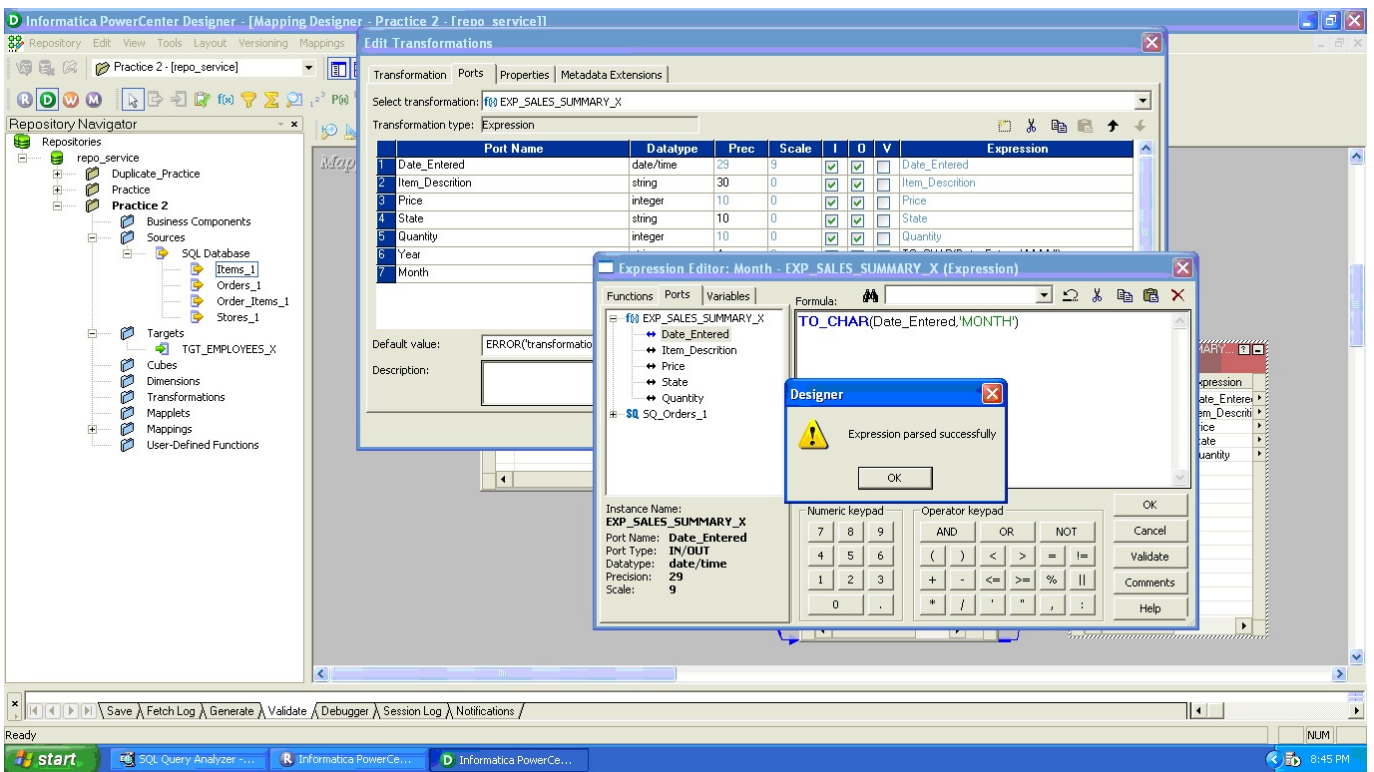 Informatica PowerCenter Designer - [Mapping Designer - Practice 2 - [repo_service]]
Repository Edit View Tools Layout Versioning Mappings
Practice 2 - [repo_service]
Repository Navigator
Repositories
repo_service
Duplicate_Practice
Practice
Practice 2
Business Components
Sources
SQL Database
Items_1
Orders_1
Order_Items_1
Stores_1
Targets
TGT_EMPLOYEES_X
Cubes
Dimensions
Transformations
Mapplets
Mappings
User-Defined Functions
Edit Transformations
Transformation Ports Properties Metadata Extensions
Select transformation: f(x) EXP_SALES_SUMMARY_X
Transformation type: Expression
Port Name Datatype Prec Scale I O V Expression
1 Date_Entered date/time 29 9 Date_Entered
2 Item_Descrition string 30 0 Item_Descrition
3 Price integer 10 0 Price
4 State string 10 0 State
5 Quantity integer 10 0 Quantity
6 Year
7 Month
Default value: ERROR('transformatio
Description:
Expression Editor: Month - EXP_SALES_SUMMARY_X (Expression)
Functions Ports Variables
Formula:
f(x) EXP_SALES_SUMMARY_X
Date_Entered
Item_Descrition
Price
State
Quantity
SQ SQ_Orders_1
TO_CHAR(Date_Entered,'MONTH')
Designer
Expression parsed successfully
OK
Instance Name:
EXP_SALES_SUMMARY_X
Port Name: Date_Entered
Port Type: IN/OUT
Datatype: date/time
Precision: 29
Scale: 9
Numeric keypad
7 8 9
4 5 6
1 2 3
0 .
Operator keypad
AND OR NOT
( ) < > = !=
+ - <= >= % ||
* / ' " , :
OK
Cancel
Validate
Comments
Help
Save Fetch Log Generate Validate Debugger Session Log Notifications
Ready
NUM
start
SQL Query Analyzer -...
Informatica PowerCe...
Informatica PowerCe...
8:45 PM